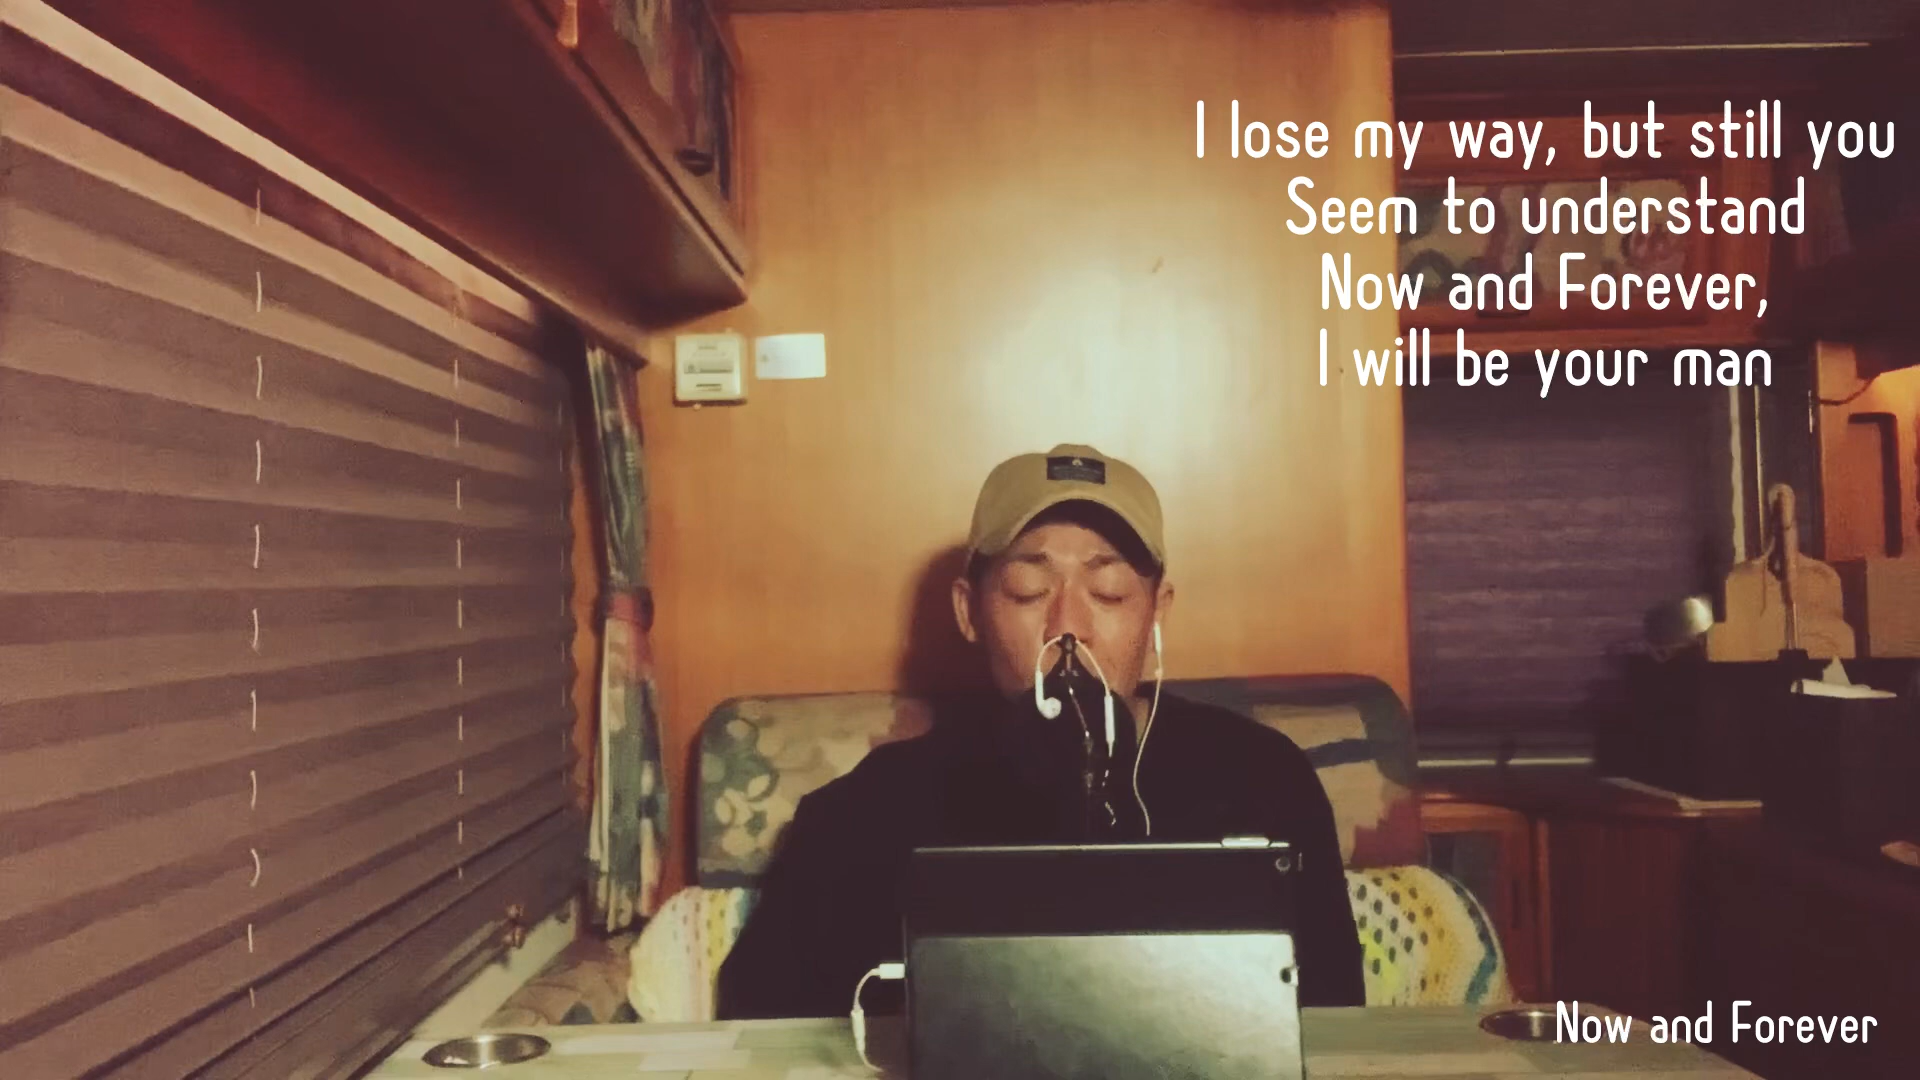 I lose my way, but still you
Seem to understand
Now and Forever,
I will be your man
Now and Forever